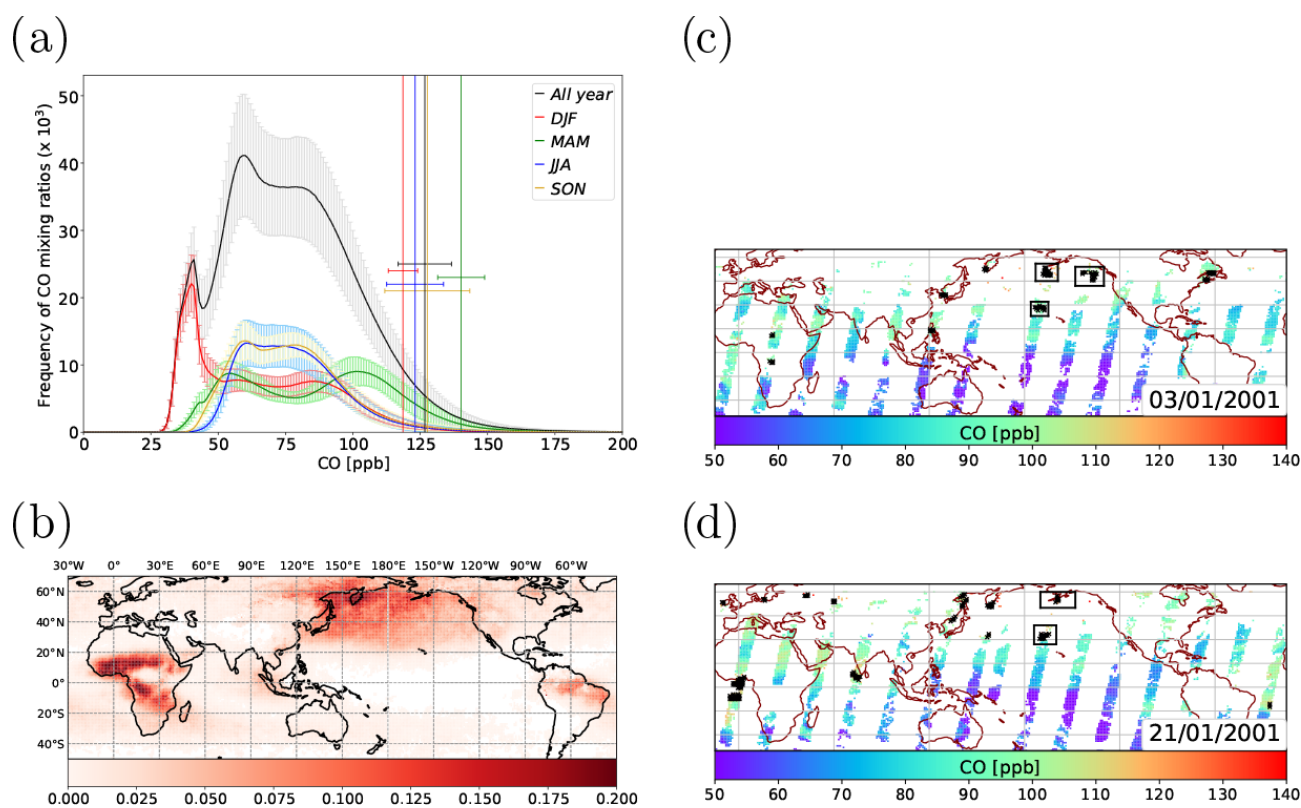 (a)
Frequency of CO mixing ratios (x 10³)
50
40
30
20
10
0
0 25 50 75 100 125 150 175 200
CO [ppb]
All year
DJF
MAM
JJA
SON
(b)
30°W 0° 30°E 60°E 90°E 120°E 150°E 180°E 150°W 120°W 90°W 60°W
60°N
40°N
20°N
0°
20°S
40°S
0.000 0.025 0.050 0.075 0.100 0.125 0.150 0.175 0.200
(c)
03/01/2001
CO [ppb]
50 60 70 80 90 100 110 120 130 140
(d)
21/01/2001
CO [ppb]
50 60 70 80 90 100 110 120 130 140